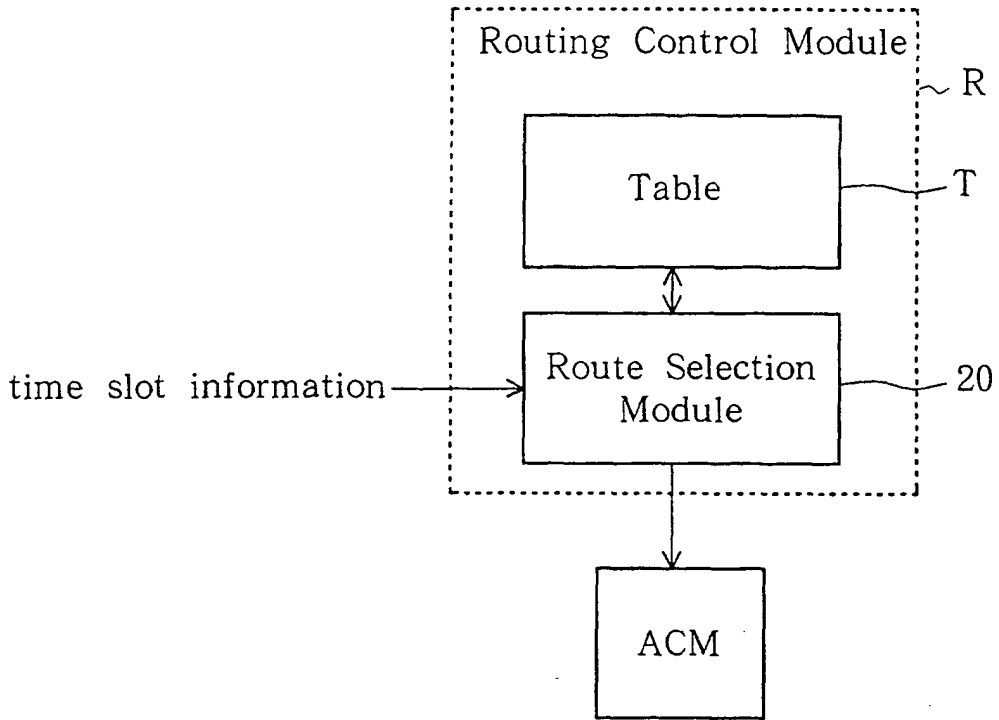 Routing Control Module
R
Table
T
Route Selection
Module
20
time slot information
ACM